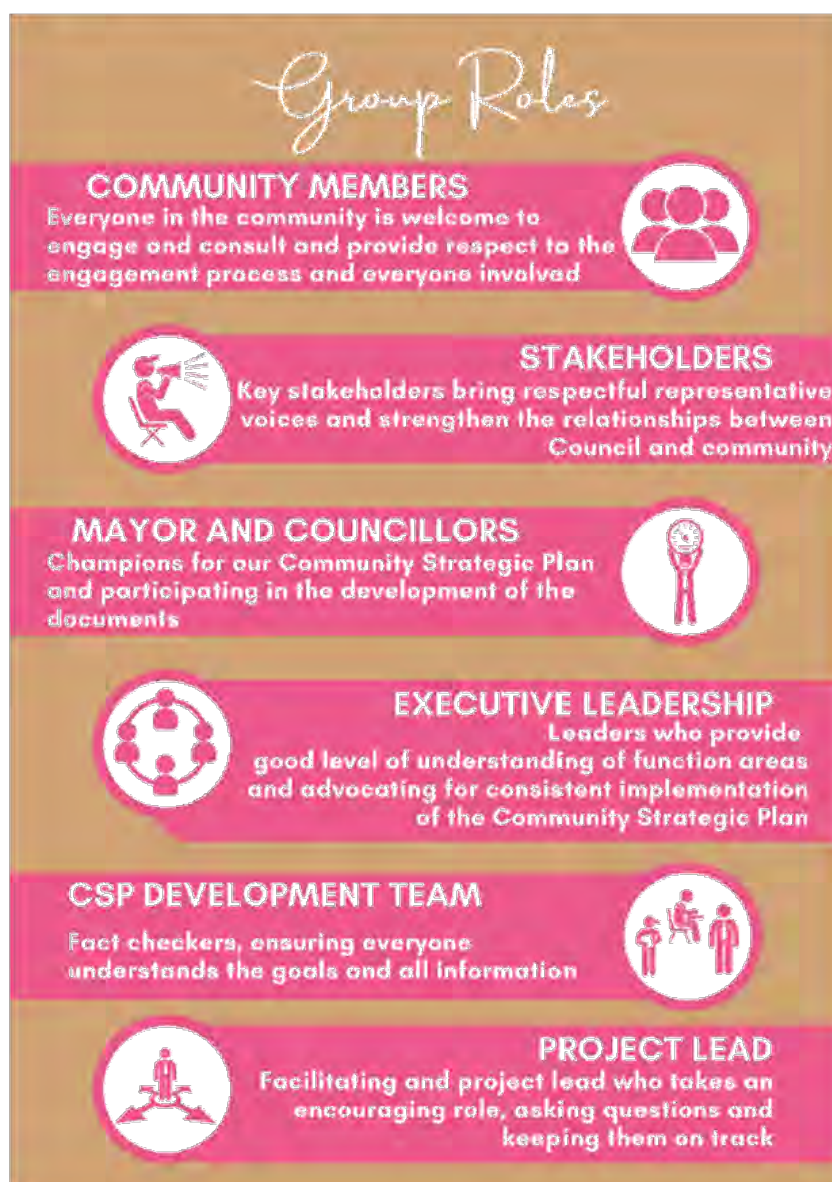 Group Roles
COMMUNITY MEMBERS
Everyone in the community is welcome to
engage and consult and provide respect to the
engagement process and everyone involved
STAKEHOLDERS
Key stakeholders bring respectful representative
voices and strengthen the relationships between
Council and community
MAYOR AND COUNCILLORS
Champions for our Community Strategic Plan
and participating in the development of the
documents
EXECUTIVE LEADERSHIP
Leaders who provide
good level of understanding of function areas
and advocating for consistent implementation
of the Community Strategic Plan
CSP DEVELOPMENT TEAM
Fact checkers, ensuring everyone
understands the goals and all information
PROJECT LEAD
Facilitating and project lead who takes an
encouraging role, asking questions and
keeping them on track